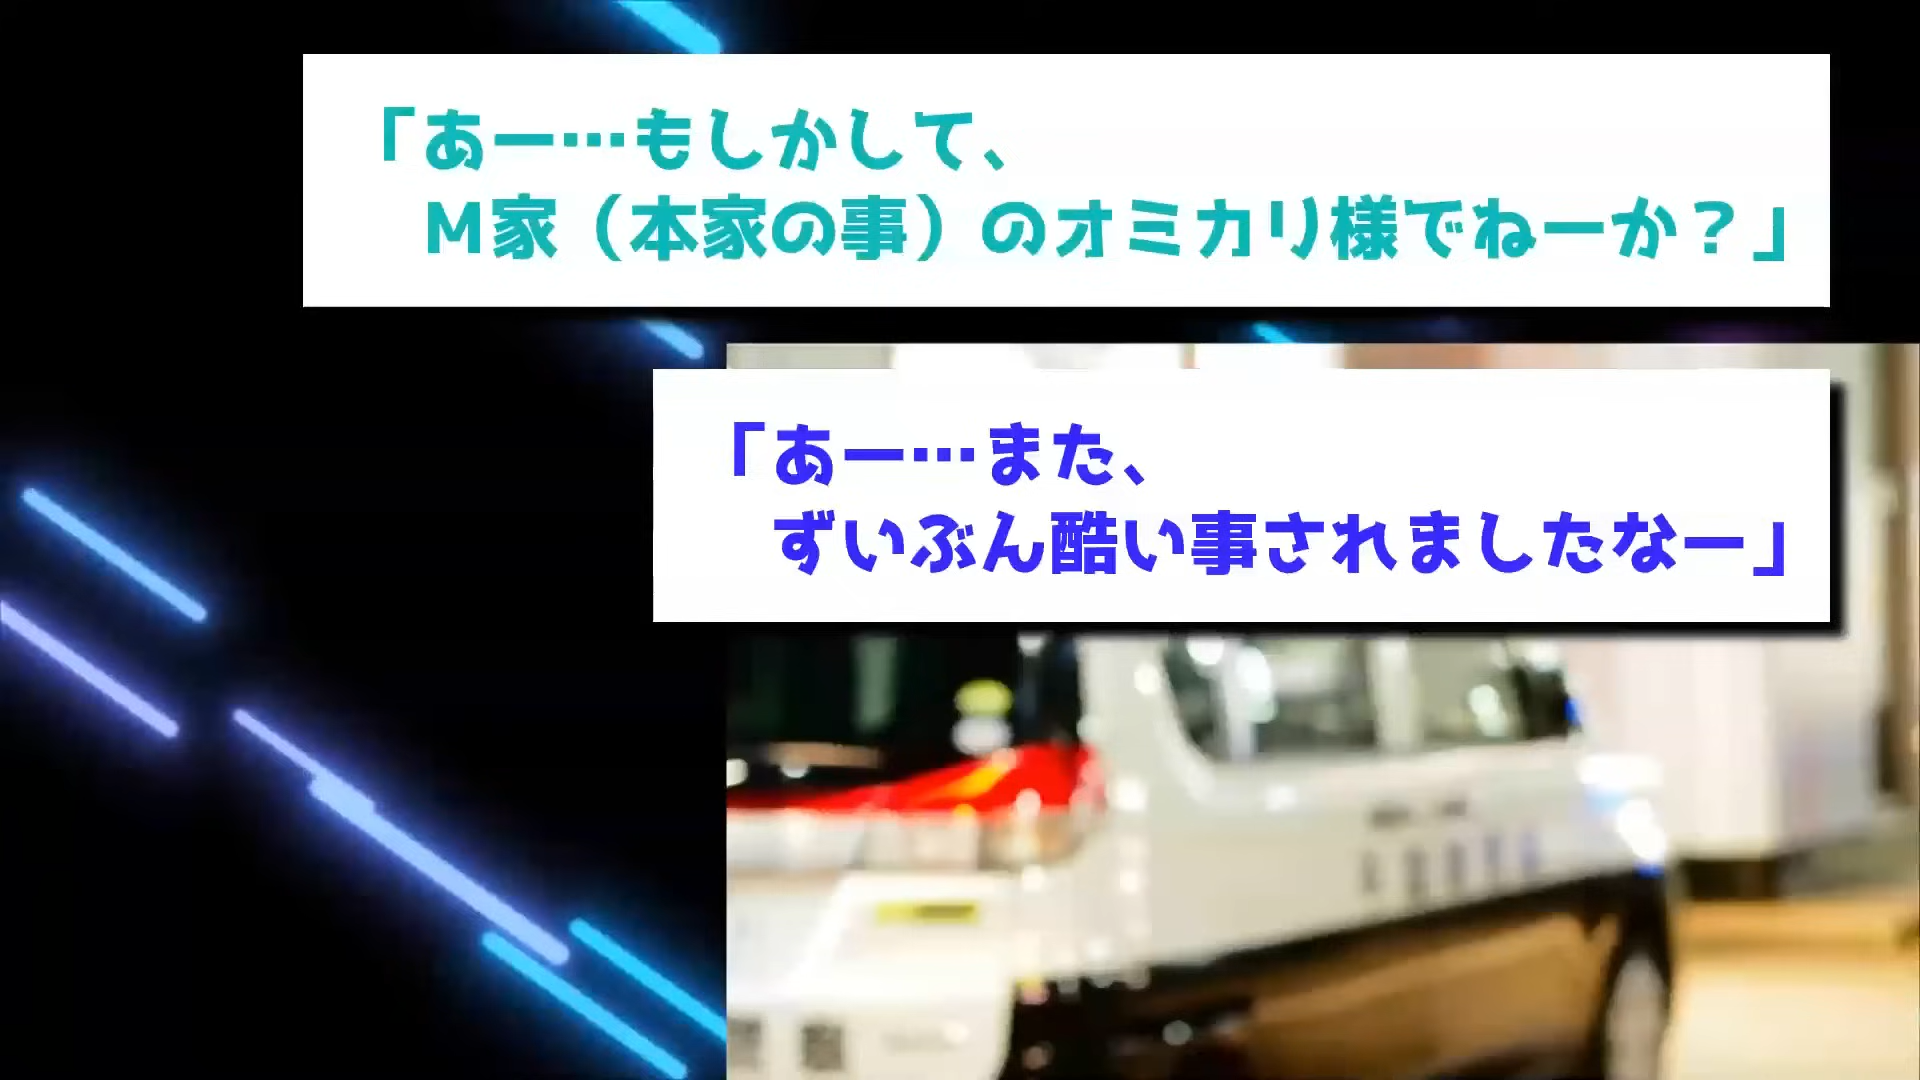 「あー…もしかして、
M家（本家の事）のオミカリ様でねーか？」
「あー…また、
ずいぶん酷い事されましたなー」